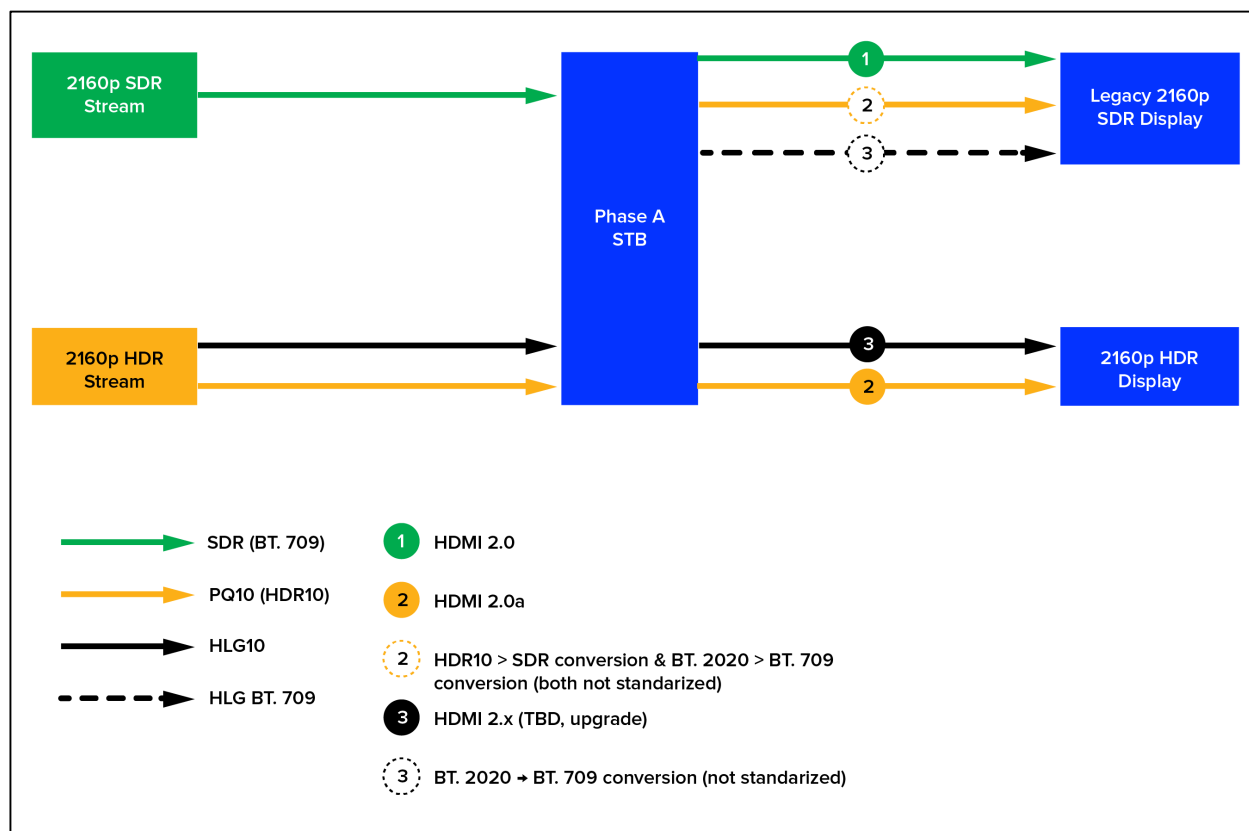 2160p SDR
Stream
1
2
3
Legacy 2160p
SDR Display
Phase A
STB
2160p HDR
Stream
3
2
2160p HDR
Display
SDR (BT. 709)
1 HDMI 2.0
PQ10 (HDR10)
2 HDMI 2.0a
HLG10
2 HDR10 > SDR conversion & BT. 2020 > BT. 709
conversion (both not standarized)
HLG BT. 709
3 HDMI 2.x (TBD, upgrade)
3 BT. 2020 → BT. 709 conversion (not standarized)